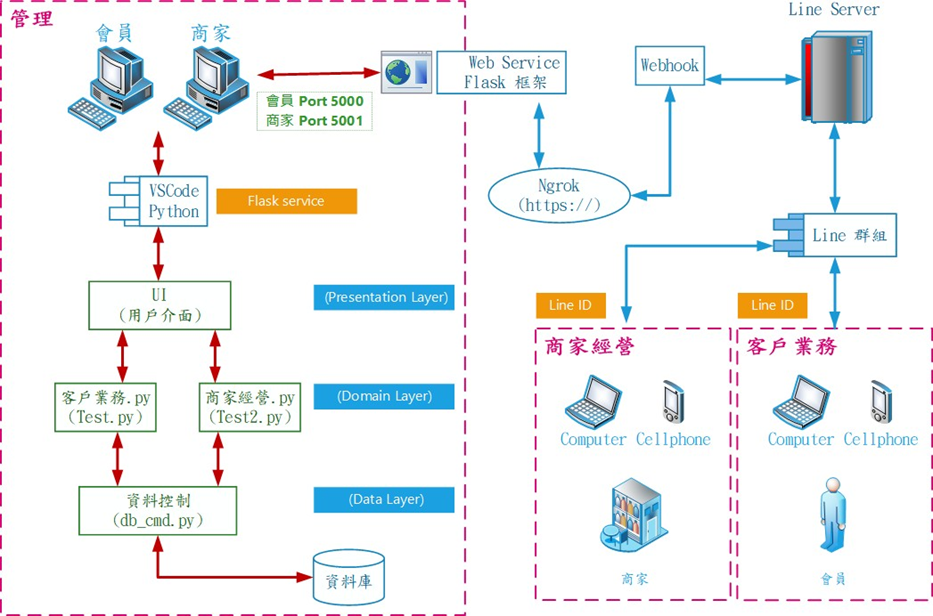 管理
會員
商家
會員 Port 5000
商家 Port 5001
Web Service
Flask 框架
Webhook
Line Server
Ngrok
(https://)
VSCode
Python
Flask service
Line 群組
UI
(用戶介面)
(Presentation Layer)
Line ID
Line ID
客戶業務.py
(Test.py)
商家經營.py
(Test2.py)
(Domain Layer)
資料控制
(db_cmd.py)
(Data Layer)
資料庫
商家經營
Computer Cellphone
商家
客戶業務
Computer Cellphone
會員